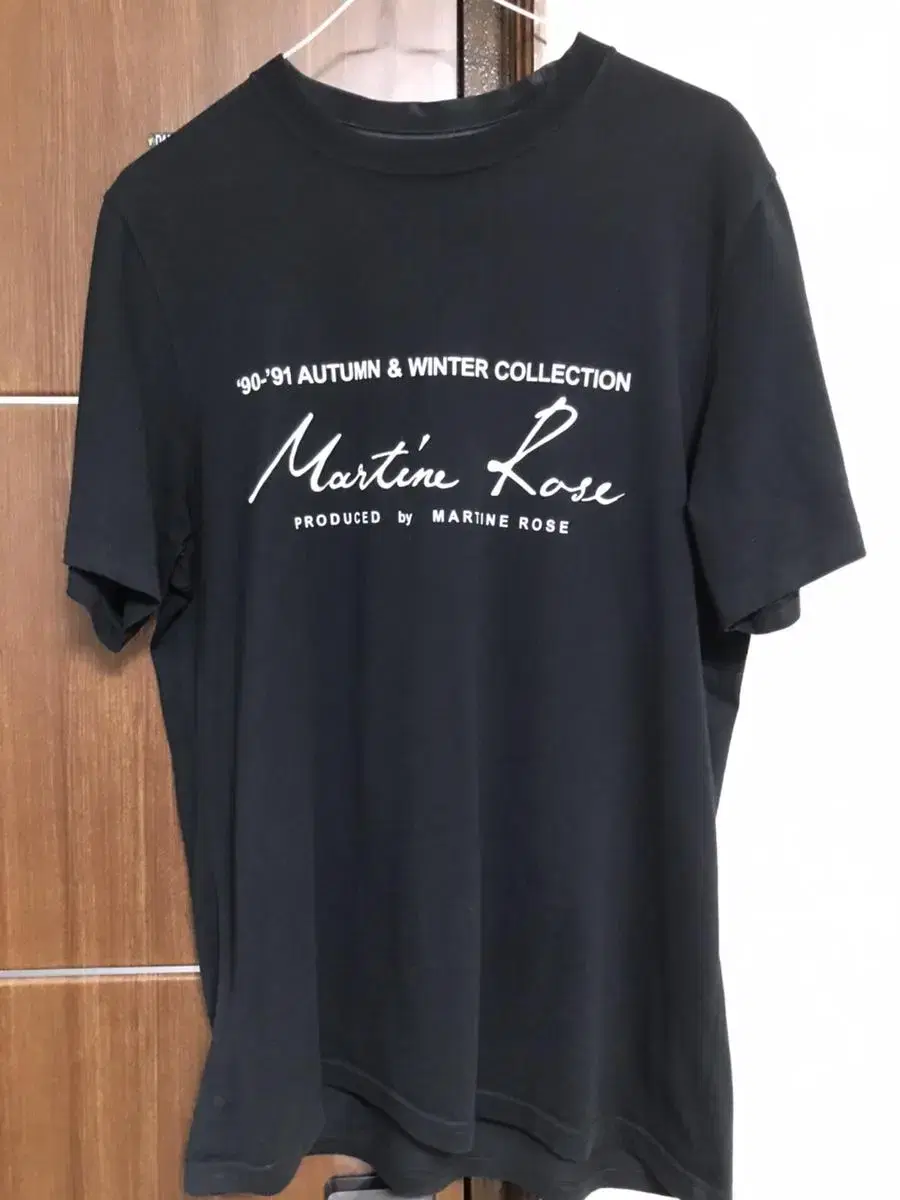 ‘90-’91 AUTUMN & WINTER COLLECTION
Martine Rose
PRODUCED by MARTINE ROSE